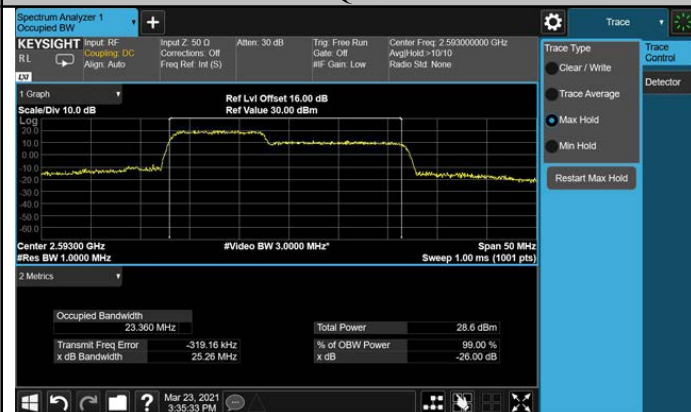 Spectrum Analyzer 1
Occupied BW
+
Trace
KEYSIGHT
RL
LXI
Input: RF
Coupling: DC
Align: Auto
Input Z: 50 Ω
Corrections: Off
Freq Ref: Int (S)
Atten: 30 dB
Trig: Free Run
Gate: Off
#IF Gain: Low
Center Freq: 2.593000000 GHz
Avg|Hold:>10/10
Radio Std: None
Trace Type
Clear / Write
Trace Average
Max Hold
Min Hold
Restart Max Hold
Trace
Control
Detector
1 Graph
Scale/Div 10.0 dB
Ref Lvl Offset 16.00 dB
Ref Value 30.00 dBm
Log
20.0
10.0
0.00
-10.0
-20.0
-30.0
-40.0
-50.0
-60.0
Center 2.59300 GHz
#Res BW 1.0000 MHz
#Video BW 3.0000 MHz*
Span 50 MHz
Sweep 1.00 ms (1001 pts)
2 Metrics
Occupied Bandwidth
23.360 MHz
Total Power 28.6 dBm
Transmit Freq Error -319.16 kHz
% of OBW Power 99.00 %
x dB Bandwidth 25.26 MHz
x dB -26.00 dB
?
Mar 23, 2021
3:35:33 PM